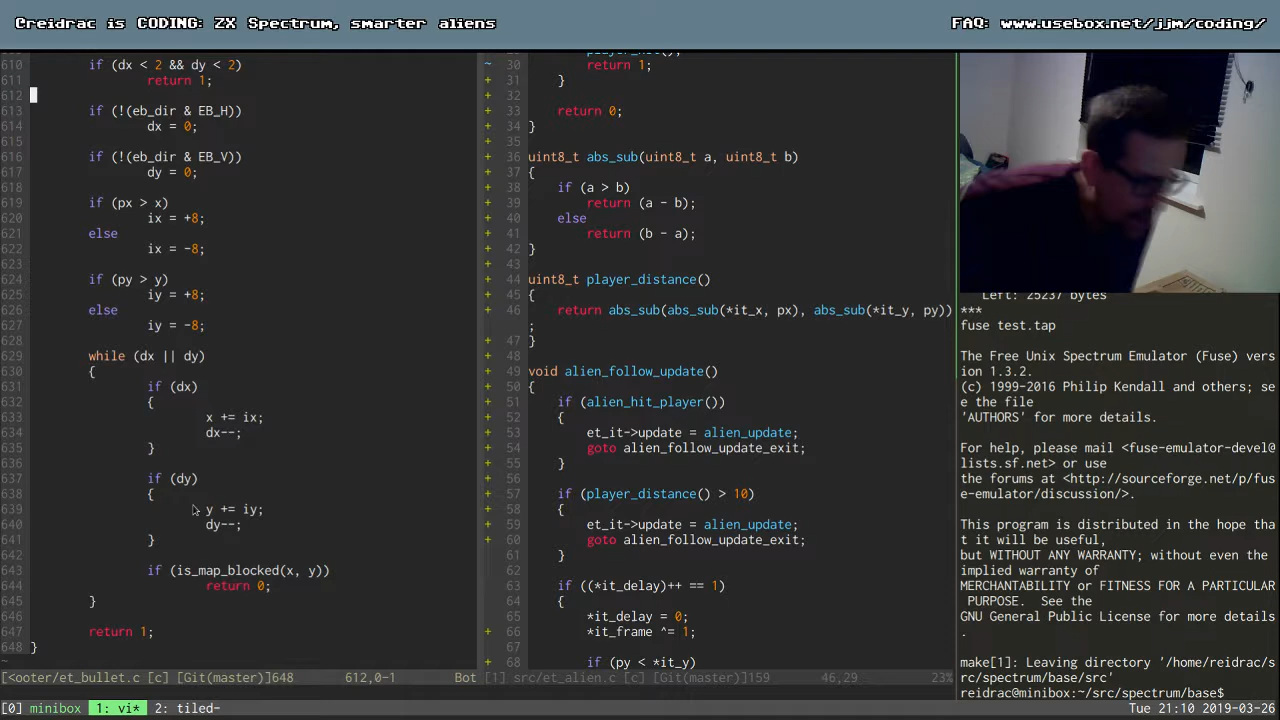 Creidrac is CODING: ZX Spectrum, smarter aliens
FAQ: www.usebox.net/jjm/coding/
610 if (dx < 2 && dy < 2)
611 return 1;
612
613 if (!(eb_dir & EB_H))
614 dx = 0;
615
616 if (!(eb_dir & EB_V))
617 dy = 0;
618
619 if (px > x)
620 ix = +8;
621 else
622 ix = -8;
623
624 if (py > y)
625 iy = +8;
626 else
627 iy = -8;
628
629 while (dx || dy)
630 {
631 if (dx)
632 {
633 x += ix;
634 dx--;
635 }
636
637 if (dy)
638 {
639 y += iy;
640 dy--;
641 }
642
643 if (is_map_blocked(x, y))
644 return 0;
645 }
646
647 return 1;
648 }
~
[<ooter/et_bullet.c [c] [Git(master)]648 612,0-1 Bot
~ 30 return 1;
+ 31 }
+ 32
+ 33 return 0;
+ 34 }
+ 35
+ 36 uint8_t abs_sub(uint8_t a, uint8_t b)
+ 37 {
+ 38 if (a > b)
+ 39 return (a - b);
+ 40 else
+ 41 return (b - a);
+ 42 }
+ 43
+ 44 uint8_t player_distance()
+ 45 {
+ 46 return abs_sub(abs_sub(*it_x, px), abs_sub(*it_y, py))
;
+ 47 }
+ 48
+ 49 void alien_follow_update()
+ 50 {
+ 51 if (alien_hit_player())
+ 52 {
+ 53 et_it->update = alien_update;
+ 54 goto alien_follow_update_exit;
+ 55 }
+ 56
+ 57 if (player_distance() > 10)
+ 58 {
+ 59 et_it->update = alien_update;
+ 60 goto alien_follow_update_exit;
61 }
62
63 if ((*it_delay)++ == 1)
64 {
65 *it_delay = 0;
+ 66 *it_frame ^= 1;
67
+ 68 if (py < *it_y)
[1] src/et_alien.c [c] [Git(master)]159 46,29 23%
Left: 25237 bytes
***
fuse test.tap

The Free Unix Spectrum Emulator (Fuse) vers
ion 1.3.2.
(c) 1999-2016 Philip Kendall and others; se
e the file
'AUTHORS' for more details.

For help, please mail <fuse-emulator-devel@
lists.sf.net> or use
the forums at <http://sourceforge.net/p/fus
e-emulator/discussion/>.

This program is distributed in the hope tha
t it will be useful,
but WITHOUT ANY WARRANTY; without even the
implied warranty of
MERCHANTABILITY or FITNESS FOR A PARTICULAR
PURPOSE. See the
GNU General Public License for more details
.

make[1]: Leaving directory '/home/reidrac/s
rc/spectrum/base/src'
reidrac@minibox:~/src/spectrum/base$
[0] minibox 1: vi* 2: tiled- Tue 21:10 2019-03-26